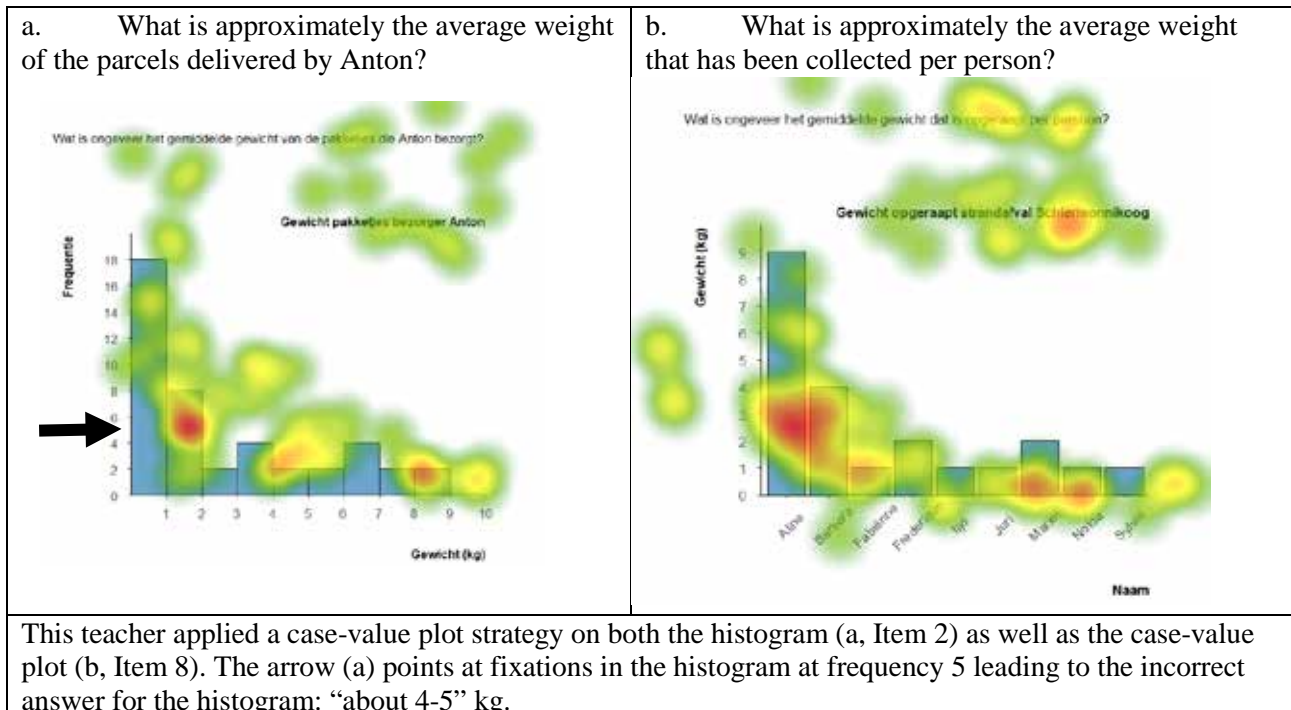 a. What is approximately the average weight
of the parcels delivered by Anton?
b. What is approximately the average weight
that has been collected per person?
Wat is ongeveer het gemiddelde gewicht van de pakketjes die Anton bezorgt?
Gewicht pakketjes bezorger Anton
Frequentie
18
16
14
12
10
8
6
4
2
0
1 2 3 4 5 6 7 8 9 10
Gewicht (kg)
Wat is ongeveer het gemiddelde gewicht dat is opgeraapt per persoon?
Gewicht opgeraapt strandafval Schiermonnikoog
Gewicht (kg)
9
8
7
6
5
4
2
1
0
Aline Barbara Fabiënne Juri
Naam
This teacher applied a case-value plot strategy on both the histogram (a, Item 2) as well as the case-value
plot (b, Item 8). The arrow (a) points at fixations in the histogram at frequency 5 leading to the incorrect
answer for the histogram: “about 4-5” kg.